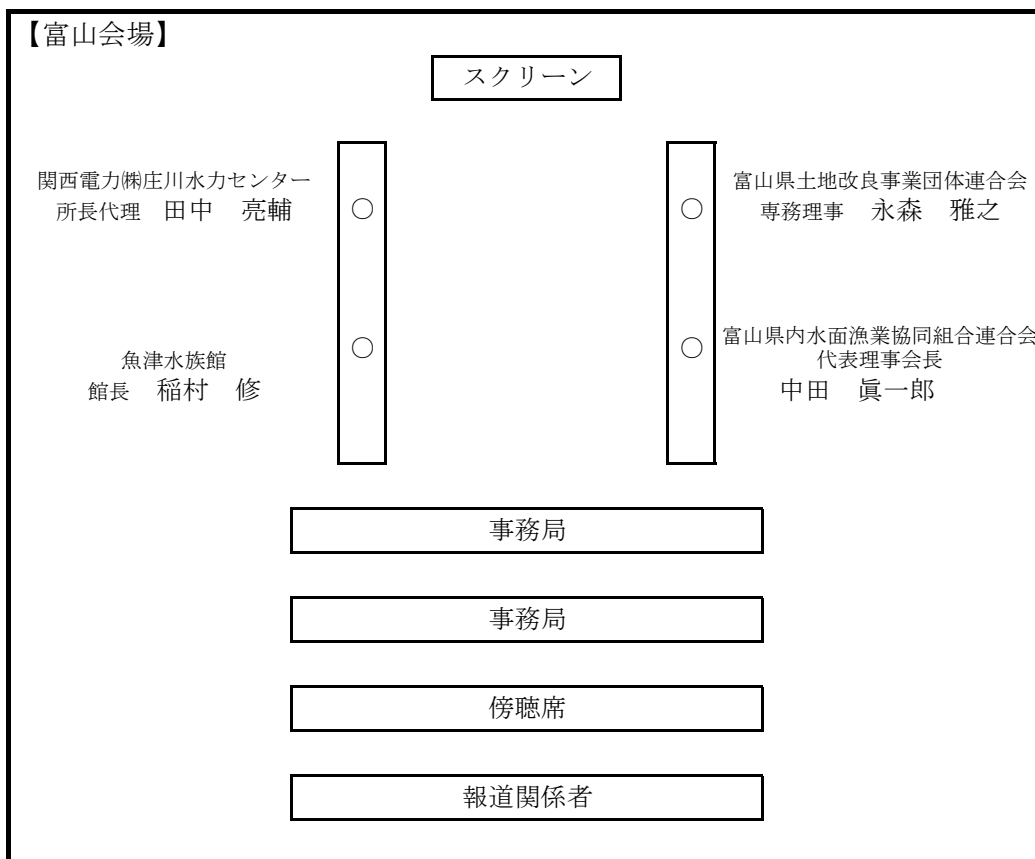 【富山会場】
スクリーン
関西電力㈱庄川水力センター
所長代理　田中　亮輔
富山県土地改良事業団体連合会
専務理事　永森　雅之
魚津水族館
館長　稲村　修
富山県内水面漁業協同組合連合会
代表理事会長
中田　眞一郎
事務局
事務局
傍聴席
報道関係者